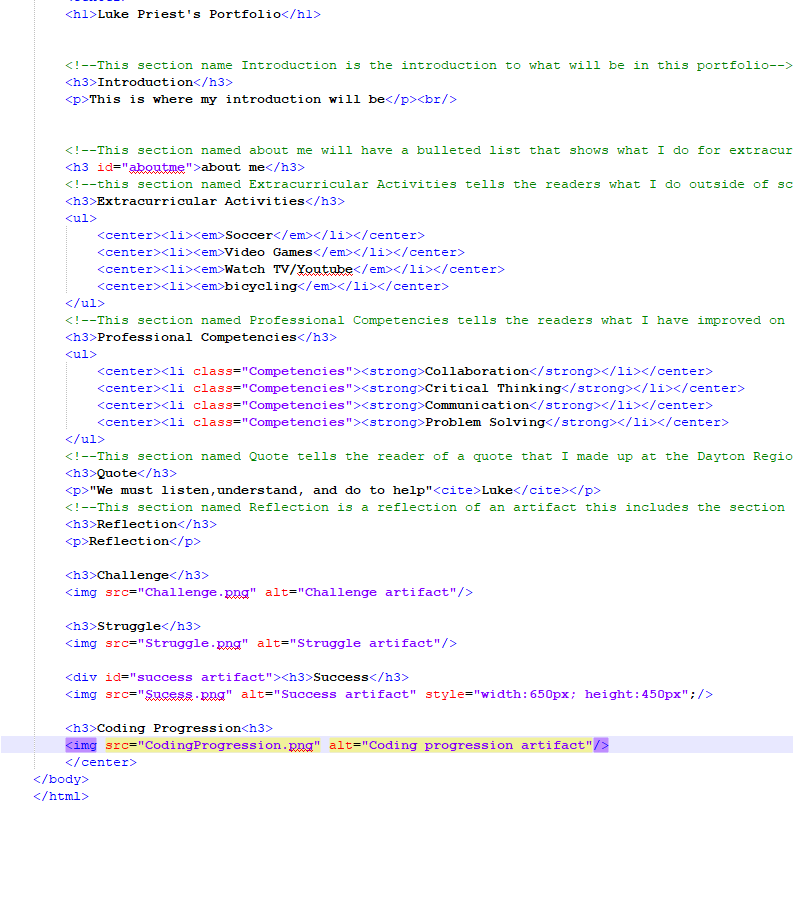 <h1>Luke Priest's Portfolio</h1>
<!--This section name Introduction is the introduction to what will be in this portfolio-->
<h3>Introduction</h3>
<p>This is where my introduction will be</p><br/>
<!--This section named about me will have a bulleted list that shows what I do for extracur
<h3 id="aboutme">about me</h3>
<!--this section named Extracurricular Activities tells the readers what I do outside of sc
<h3>Extracurricular Activities</h3>
<ul>
<center><li><em>Soccer</em></li></center>
<center><li><em>Video Games</em></li></center>
<center><li><em>Watch TV/Youtube</em></li></center>
<center><li><em>bicycling</em></li></center>
</ul>
<!--This section named Professional Competencies tells the readers what I have improved on
<h3>Professional Competencies</h3>
<ul>
<center><li class="Competencies"><strong>Collaboration</strong></li></center>
<center><li class="Competencies"><strong>Critical Thinking</strong></li></center>
<center><li class="Competencies"><strong>Communication</strong></li></center>
<center><li class="Competencies"><strong>Problem Solving</strong></li></center>
</ul>
<!--This section named Quote tells the reader of a quote that I made up at the Dayton Regio
<h3>Quote</h3>
<p>"We must listen,understand, and do to help"<cite>Luke</cite></p>
<!--This section named Reflection is a reflection of an artifact this includes the section
<h3>Reflection</h3>
<p>Reflection</p>
<h3>Challenge</h3>
<img src="Challenge.png" alt="Challenge artifact"/>
<h3>Struggle</h3>
<img src="Struggle.png" alt="Struggle artifact"/>
<div id="success artifact"><h3>Success</h3>
<img src="Sucess.png" alt="Success artifact" style="width:650px; height:450px";/>
<h3>Coding Progression<h3>
<img src="CodingProgression.png" alt="Coding progression artifact"/>
</center>
</body>
</html>